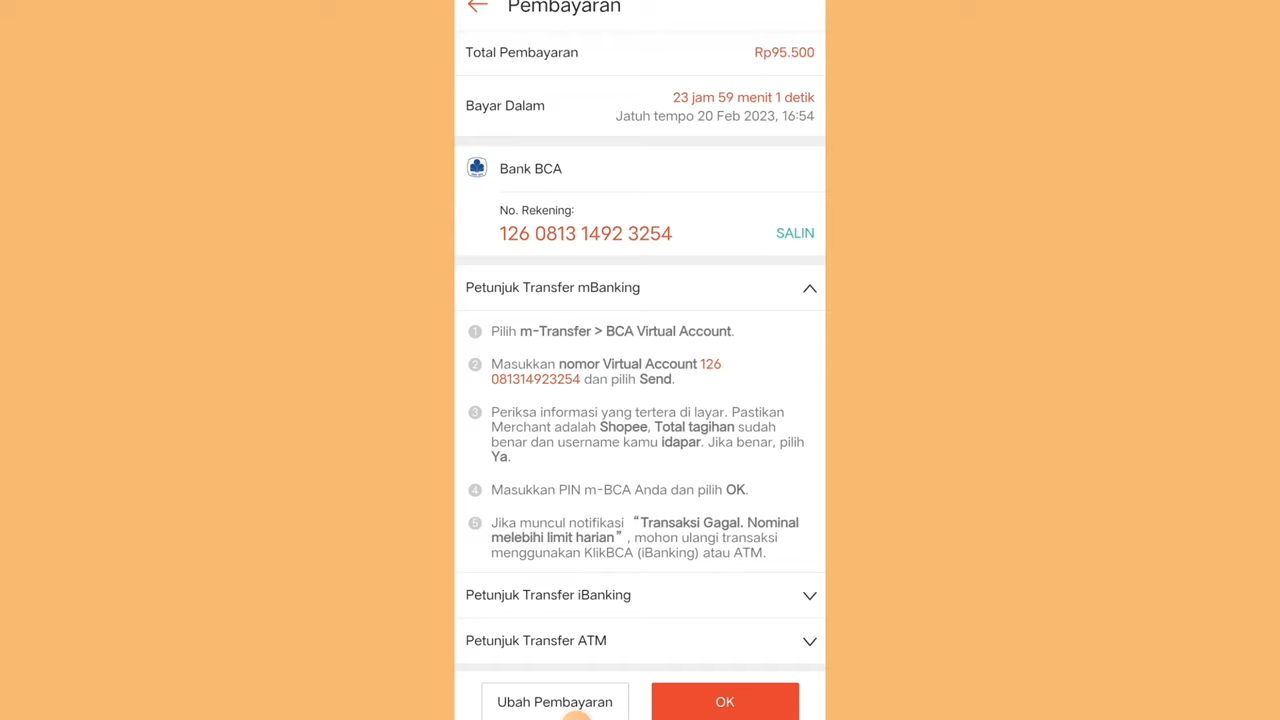 Pembayaran
Total Pembayaran Rp95.500
Bayar Dalam 23 jam 59 menit 1 detik
Jatuh tempo 20 Feb 2023, 16:54
Bank BCA
No. Rekening:
126 0813 1492 3254 SALIN
Petunjuk Transfer mBanking
1 Pilih m-Transfer > BCA Virtual Account.
2 Masukkan nomor Virtual Account 126
081314923254 dan pilih Send.
3 Periksa informasi yang tertera di layar. Pastikan
Merchant adalah Shopee, Total tagihan sudah
benar dan username kamu idapar. Jika benar, pilih
Ya.
4 Masukkan PIN m-BCA Anda dan pilih OK.
5 Jika muncul notifikasi “Transaksi Gagal. Nominal
melebihi limit harian”, mohon ulangi transaksi
menggunakan KlikBCA (iBanking) atau ATM.
Petunjuk Transfer iBanking
Petunjuk Transfer ATM
Ubah Pembayaran OK